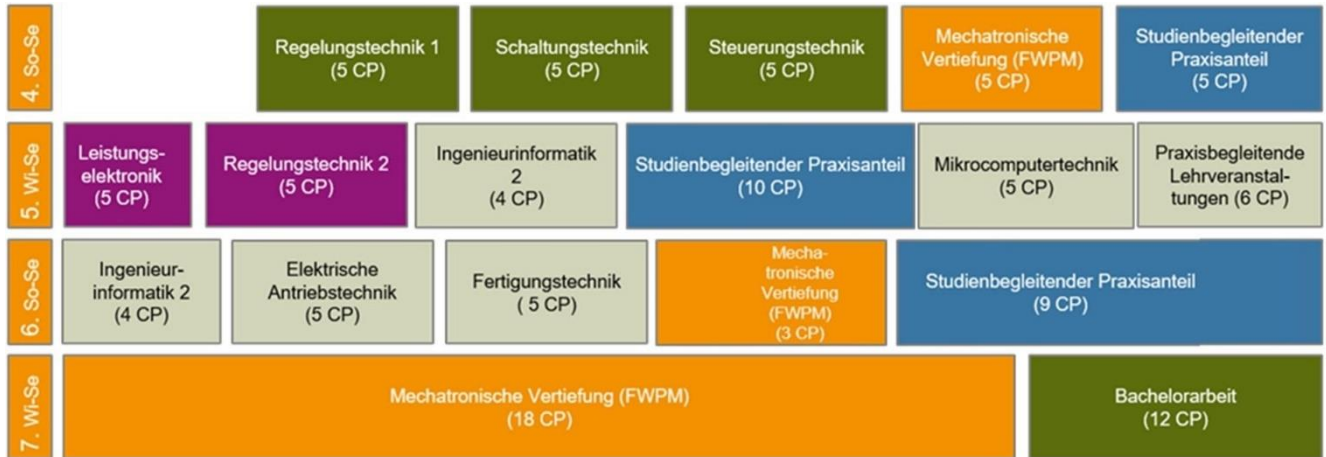 4. So-Se
Regelungstechnik 1
(5 CP)
Schaltungstechnik
(5 CP)
Steuerungstechnik
(5 CP)
Mechatronische
Vertiefung (FWPM)
(5 CP)
Studienbegleitender
Praxisanteil
(5 CP)
5. Wi-Se
Leistungs-
elektronik
(5 CP)
Regelungstechnik 2
(5 CP)
Ingenieurinformatik
2
(4 CP)
Studienbegleitender Praxisanteil
(10 CP)
Mikrocomputertechnik
(5 CP)
Praxisbegleitende
Lehrveranstal-
tungen (6 CP)
6. So-Se
Ingenieur-
informatik 2
(4 CP)
Elektrische
Antriebstechnik
(5 CP)
Fertigungstechnik
( 5 CP)
Mecha-
tronische
Vertiefung
(FWPM)
(3 CP)
Studienbegleitender Praxisanteil
(9 CP)
7. Wi-Se
Mechatronische Vertiefung (FWPM)
(18 CP)
Bachelorarbeit
(12 CP)